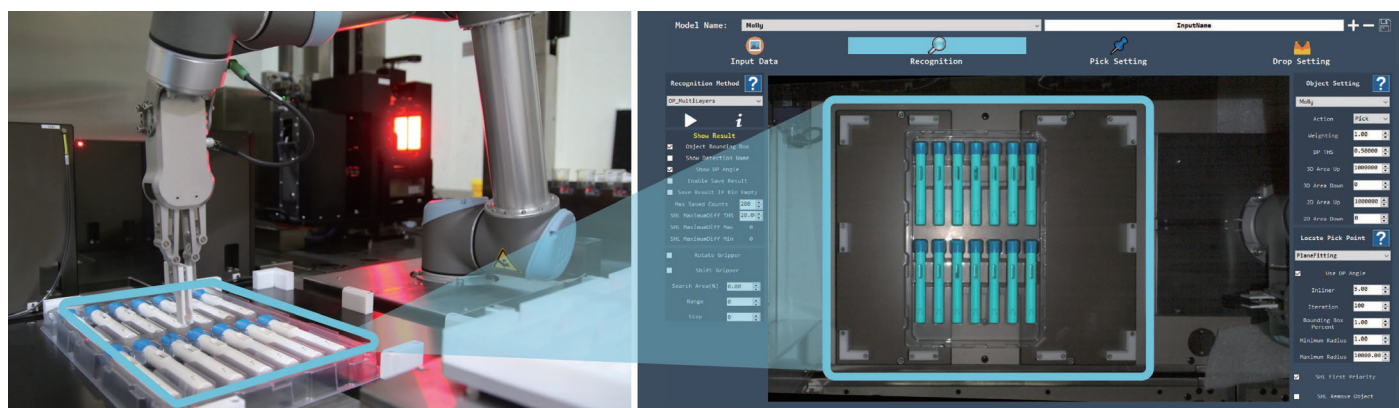 Model Name:
Molly
InputName
Input Data
Recognition
Pick Setting
Drop Setting
Recognition Method
?
OP_MultiLayers
i
Show Result
Object Bounding Box
Show Detection Name
Show DP Angle
Enable Save Result
Save Result If Bin Empty
Max Saved Counts
200
SHL MaximumDiff THS
20.0
SHL MaximumDiff Max
0
SHL MaximumDiff Min
0
Rotate Gripper
Shift Gripper
Search Area(N)
0.00
Range
0
Step
0
Object Setting
?
Molly
Action
Pick
Weighting
1.00
DP THS
0.50000
3D Area Up
1000000
3D Area Down
0
2D Area Up
1000000
2D Area Down
0
Locate Pick Point
?
PlaneFitting
Use DP Angle
Inliner
5.00
Iteration
100
Bounding Box
Percent
1.00
Minimum Radius
1.00
Maximum Radius
10000.00
SHL First Priority
SHL Remove Object